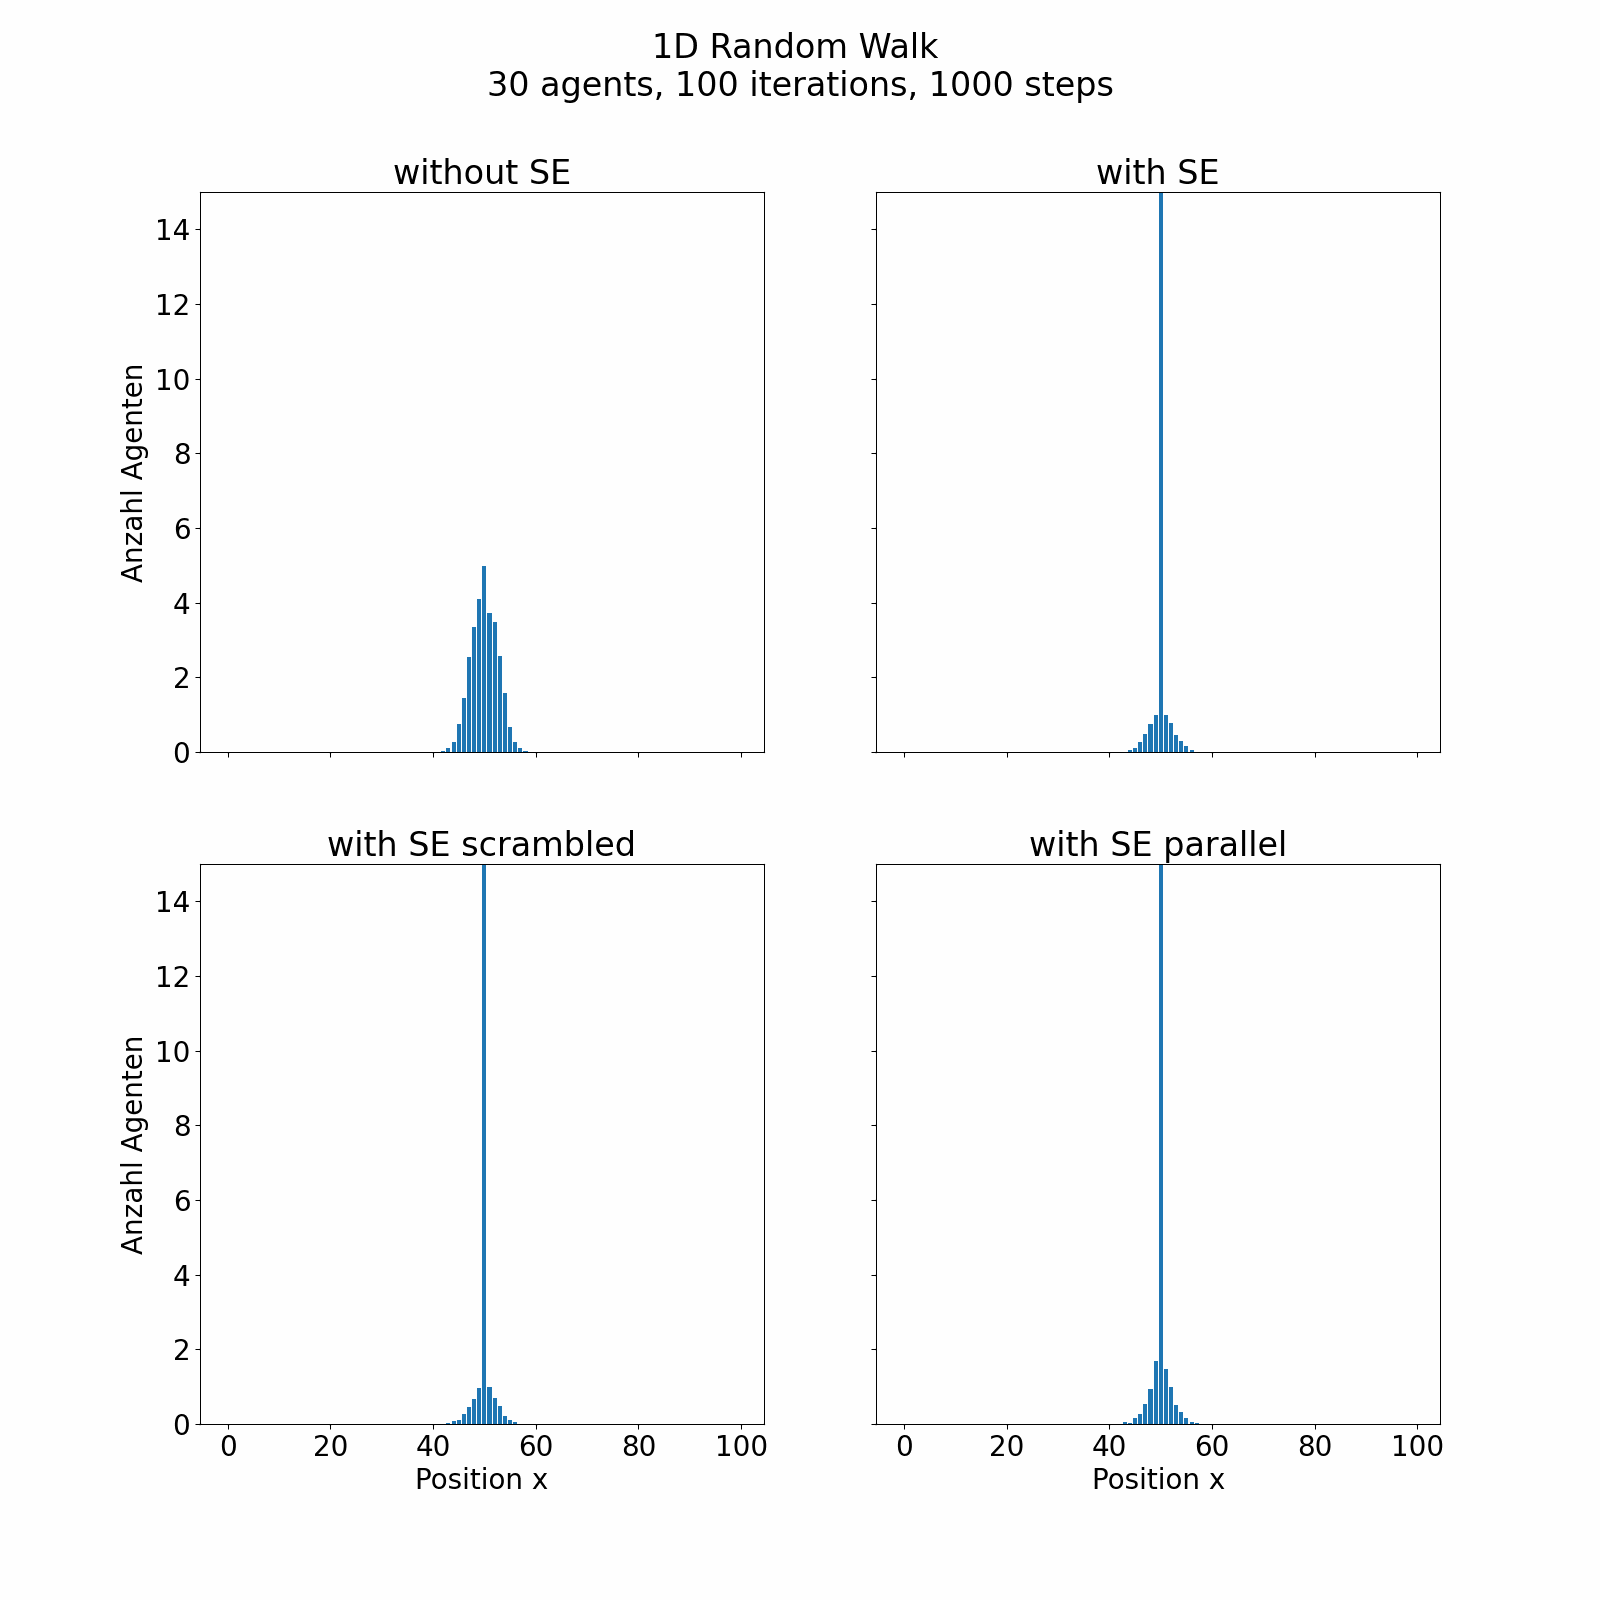 1D Random Walk
30 agents, 100 iterations, 1000 steps
without SE
with SE
14
12
10
8
6
4
2
0
Anzahl Agenten
with SE scrambled
with SE parallel
14
12
10
8
6
4
2
0
Anzahl Agenten
0 20 40 60 80 100
Position x
0 20 40 60 80 100
Position x